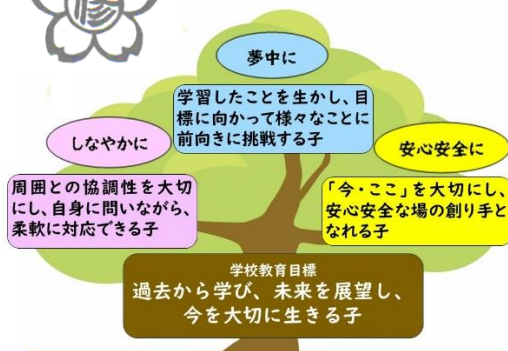 夢中に
学習したことを生かし、目
標に向かって様々なことに
前向きに挑戦する子
しなやかに
周囲との協調性を大切
にし、自身に問いながら、
柔軟に対応できる子
安心安全に
「今・ここ」を大切にし、
安心安全な場の創り手と
なれる子
学校教育目標
過去から学び、未来を展望し、
今を大切に生きる子